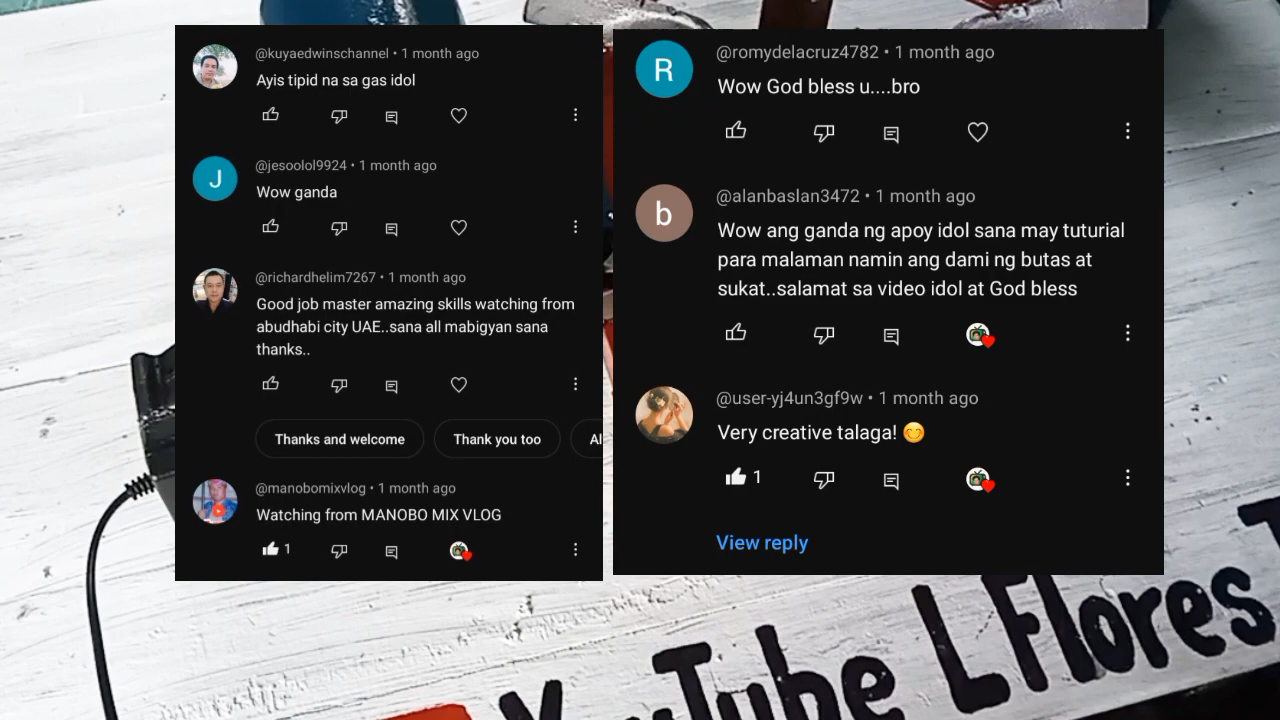 @kuyaedwinschannel • 1 month ago
Ayis tipid na sa gas idol
J
@jesoolol9924 • 1 month ago
Wow ganda
@richardhelim7267 • 1 month ago
Good job master amazing skills watching from
abudhabi city UAE..sana all mabigyan sana
thanks..
Thanks and welcome
Thank you too
Al
@manobomixvlog • 1 month ago
Watching from MANOBO MIX VLOG
1
R
@romydelacruz4782 • 1 month ago
Wow God bless u....bro
b
@alanbaslan3472 • 1 month ago
Wow ang ganda ng apoy idol sana may tuturial
para malaman namin ang dami ng butas at
sukat..salamat sa video idol at God bless
@user-yj4un3gf9w • 1 month ago
Very creative talaga! 😊
1
View reply
YouTube LFlores